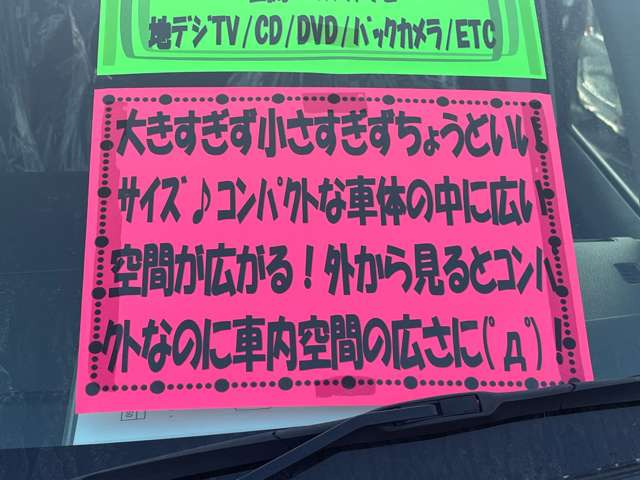 地デジTV/CD/DVD/バックカメラ/ETC
大きすぎず小さすぎずちょうどいい
サイズ♪コンパクトな車体の中に広い
空間が広がる！外から見るとコンパ
クトなのに車内空間の広さに(ﾟДﾟ)！